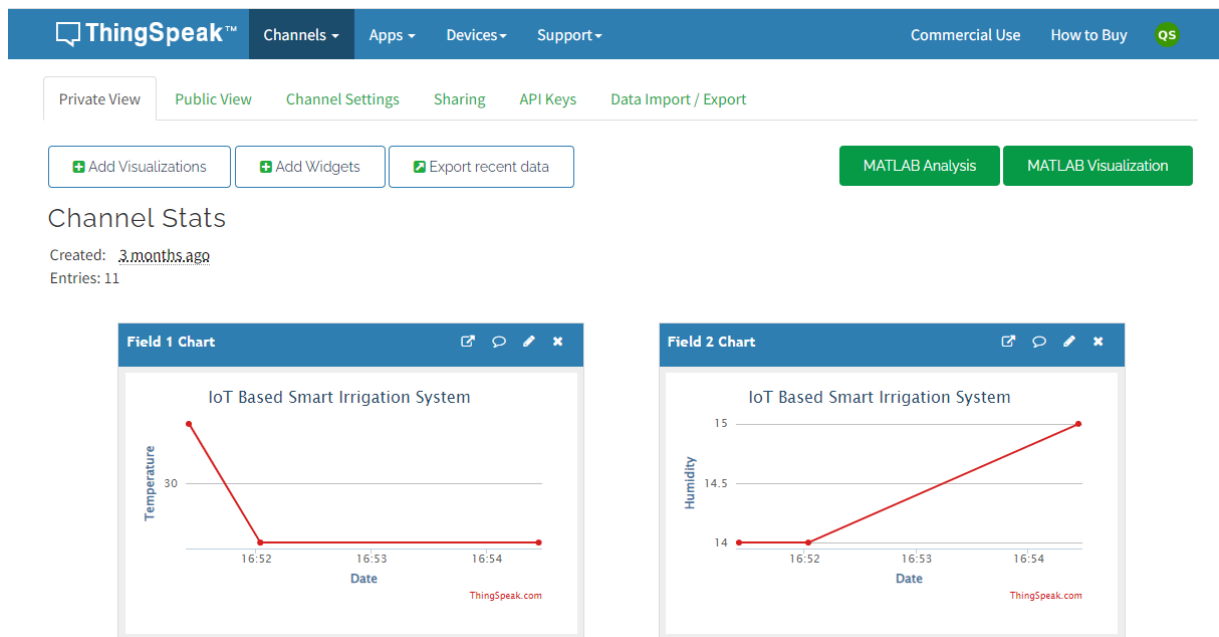 ThingSpeak™ Channels Apps Devices Support Commercial Use How to Buy QS
Private View Public View Channel Settings Sharing API Keys Data Import / Export
Add Visualizations Add Widgets Export recent data MATLAB Analysis MATLAB Visualization
Channel Stats
Created: 3 months ago
Entries: 11
Field 1 Chart
IoT Based Smart Irrigation System
Temperature
30
16:52 16:53 16:54
Date
ThingSpeak.com
Field 2 Chart
IoT Based Smart Irrigation System
Humidity
15
14.5
14
16:52 16:53 16:54
Date
ThingSpeak.com